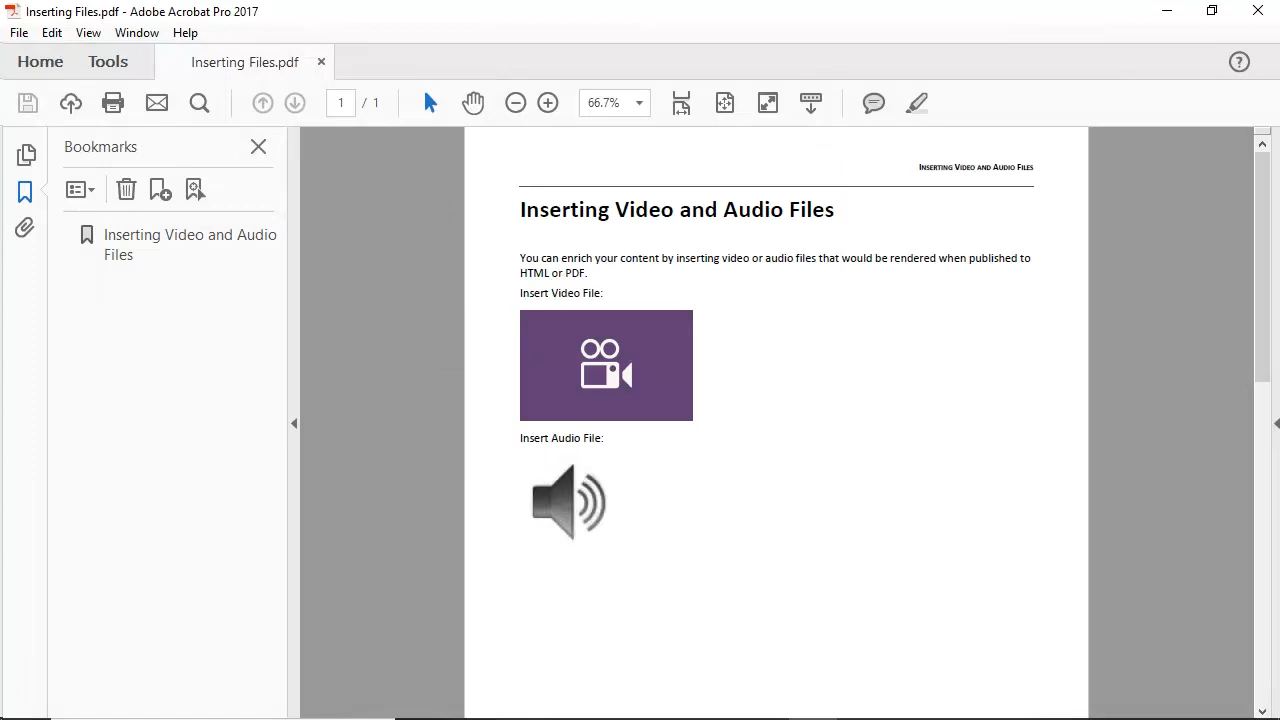 Inserting Files.pdf - Adobe Acrobat Pro 2017
File Edit View Window Help
Home Tools Inserting Files.pdf
1 / 1 66.7%
Bookmarks
Inserting Video and Audio
Files
INSERTING VIDEO AND AUDIO FILES
Inserting Video and Audio Files
You can enrich your content by inserting video or audio files that would be rendered when published to
HTML or PDF.
Insert Video File:
Insert Audio File: